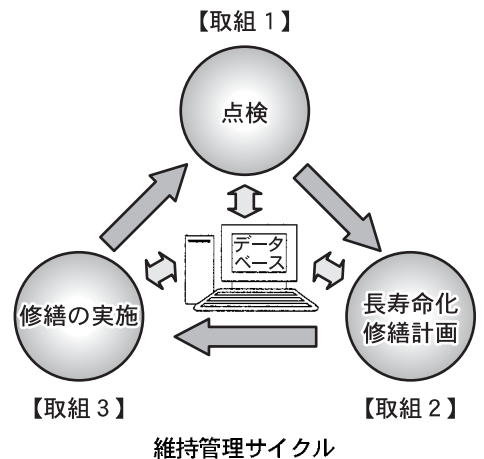 【取組1】
点検
データ
ベース
修繕の実施
長寿命化
修繕計画
【取組3】
【取組2】
維持管理サイクル